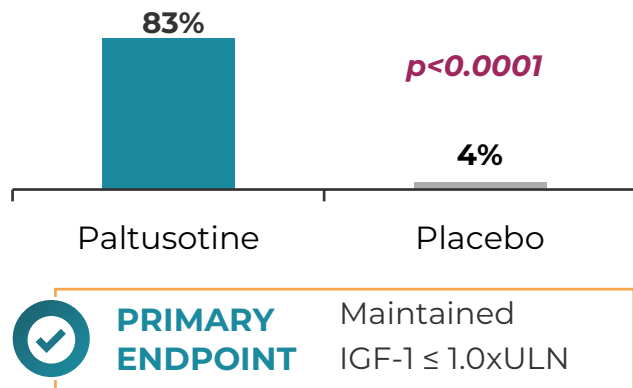 83%
p<0.0001
4%
Paltusotine
Placebo
PRIMARY
ENDPOINT
Maintained
IGF-1 ≤ 1.0xULN